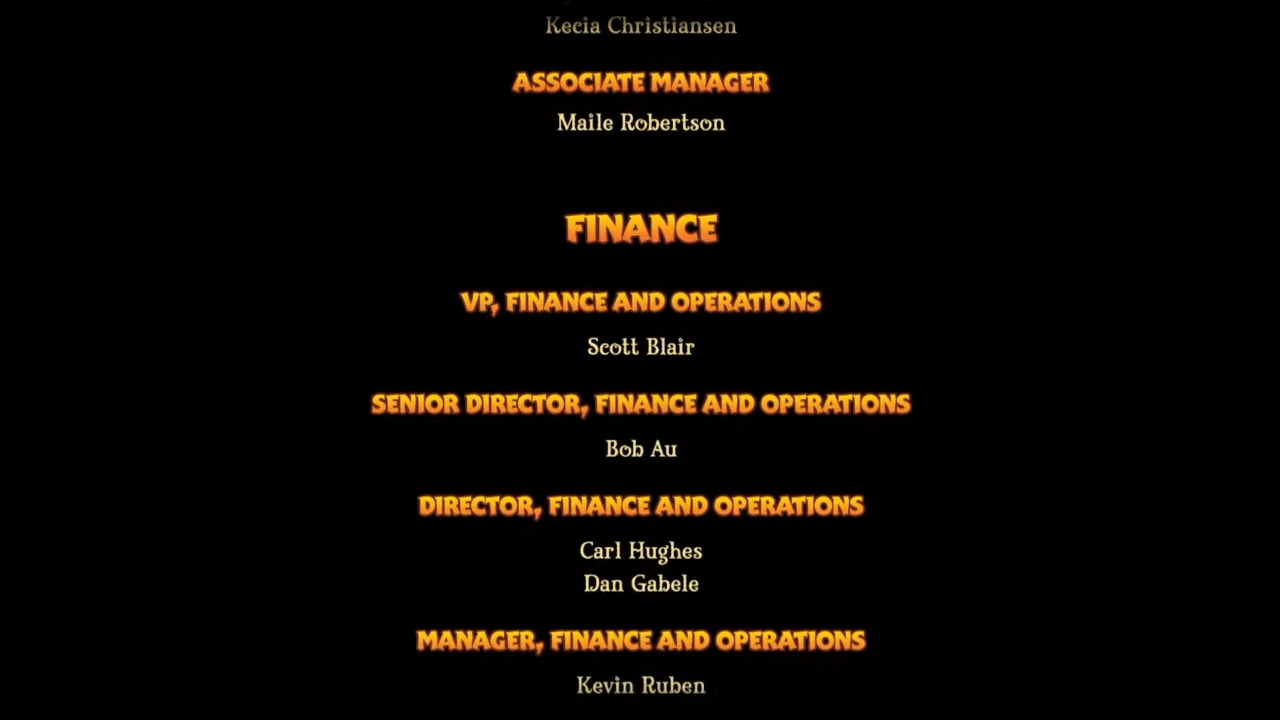 Kecia Christiansen
ASSOCIATE MANAGER
Maile Robertson
FINANCE
VP, FINANCE AND OPERATIONS
Scott Blair
SENIOR DIRECTOR, FINANCE AND OPERATIONS
Bob Au
DIRECTOR, FINANCE AND OPERATIONS
Carl Hughes
Dan Gabele
MANAGER, FINANCE AND OPERATIONS
Kevin Ruben